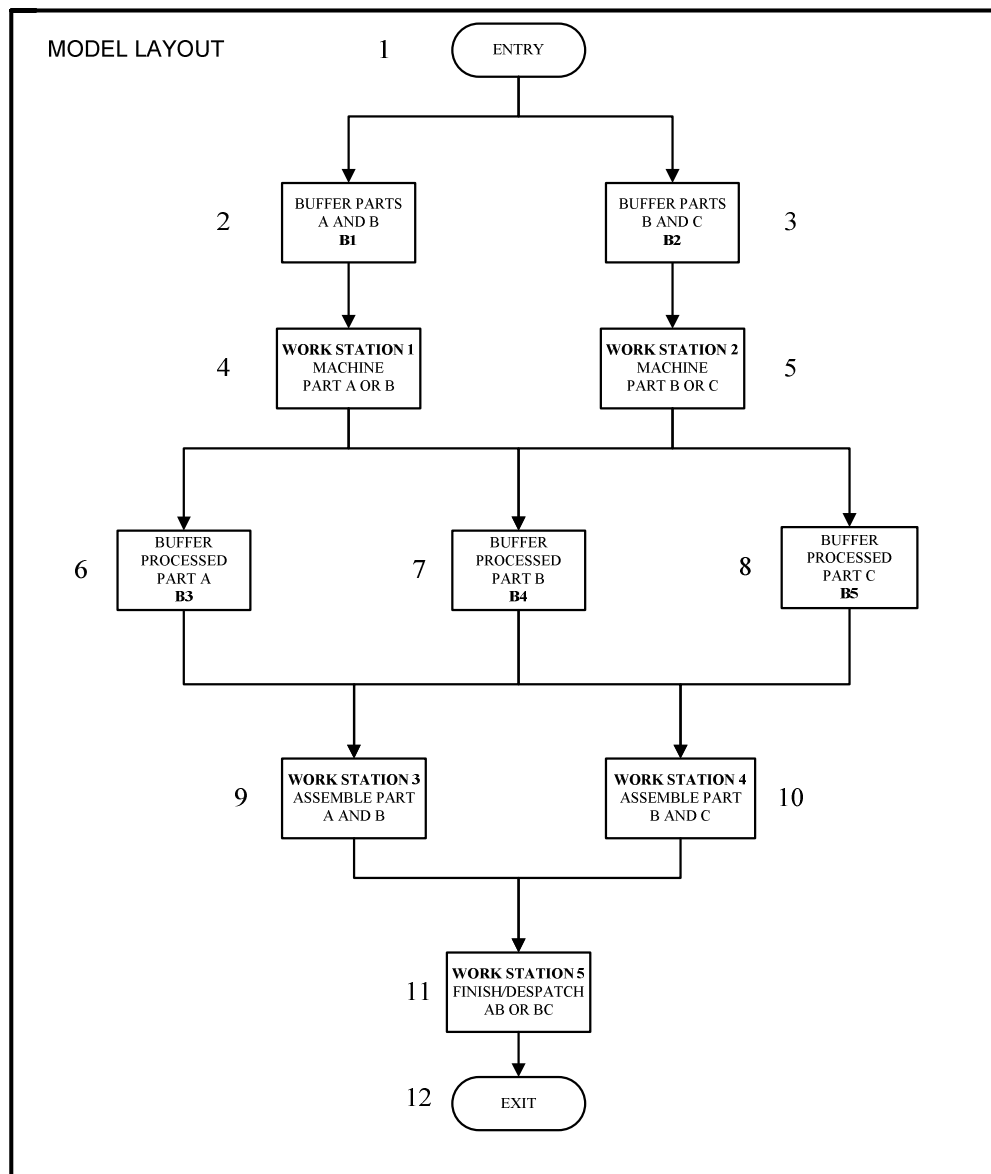 MODEL LAYOUT
1
ENTRY
2
BUFFER PARTS
A AND B
B1
BUFFER PARTS
B AND C
B2
3
4
WORK STATION 1
MACHINE
PART A OR B
WORK STATION 2
MACHINE
PART B OR C
5
6
BUFFER
PROCESSED
PART A
B3
7
BUFFER
PROCESSED
PART B
B4
8
BUFFER
PROCESSED
PART C
B5
9
WORK STATION 3
ASSEMBLE PART
A AND B
WORK STATION 4
ASSEMBLE PART
B AND C
10
11
WORK STATION 5
FINISH/DESPATCH
AB OR BC
12
EXIT